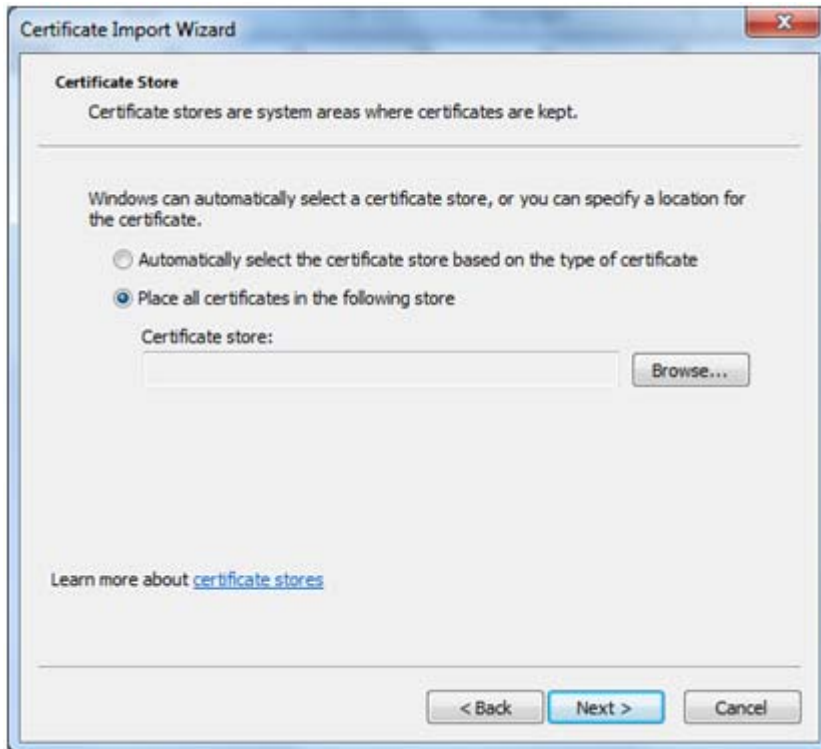 Certificate Import Wizard
Certificate Store
Certificate stores are system areas where certificates are kept.
Windows can automatically select a certificate store, or you can specify a location for
the certificate.
Automatically select the certificate store based on the type of certificate
Place all certificates in the following store
Certificate store:
Browse...
Learn more about certificate stores
< Back
Next >
Cancel